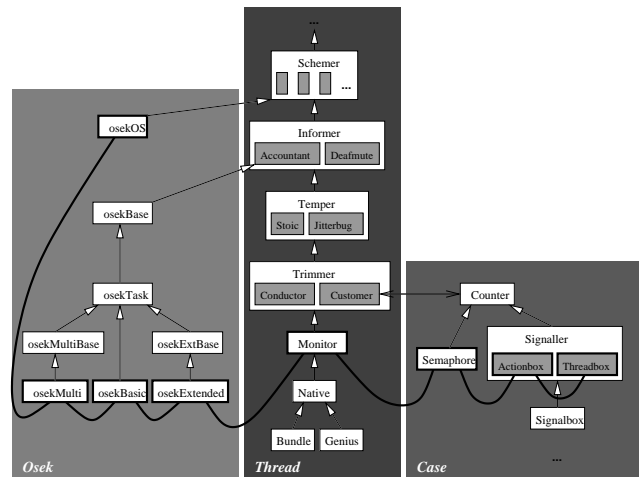 ...
Schemer
...
osekOS
Informer
Accountant Deafmute
Temper
osekBase
Stoic Jitterbug
Trimmer
osekTask
Conductor Customer
Counter
osekMultiBase osekExtBase
Monitor
Signaller
Semaphore
Actionbox Threadbox
osekMulti osekBasic osekExtended
Native
Signalbox
Bundle Genius
...
Osek Thread Case